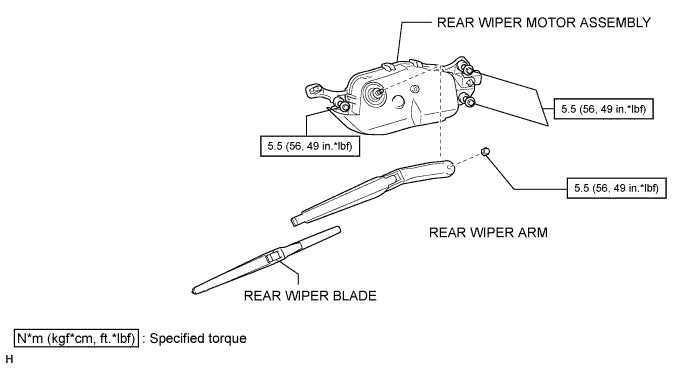 REAR WIPER MOTOR ASSEMBLY
5.5 (56, 49 in.*lbf)
5.5 (56, 49 in.*lbf)
5.5 (56, 49 in.*lbf)
REAR WIPER ARM
REAR WIPER BLADE
N*m (kgf*cm, ft.*lbf) : Specified torque
H